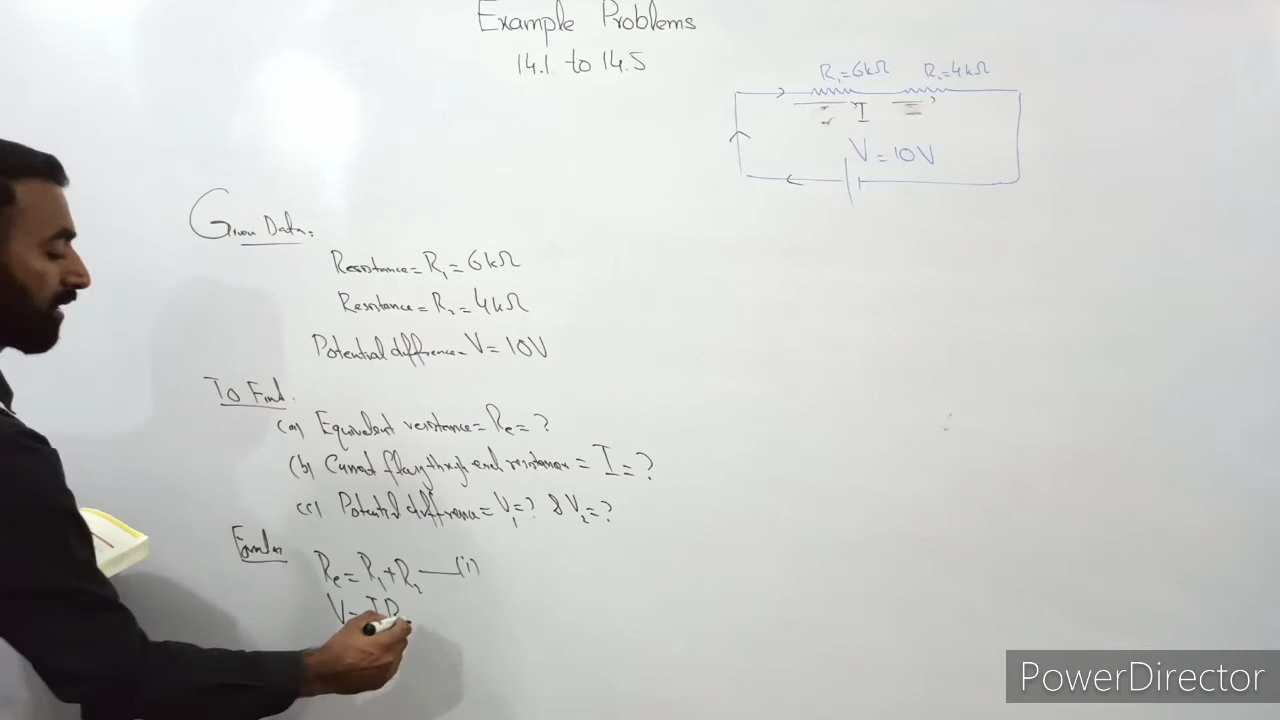 Example Problems
14.1 to 14.5
R₁=6kΩ R₂=4kΩ
I I I
V=10V
Given Data:
Resistance=R₁=6kΩ
Resistance=R₂=4kΩ
Potential difference=V=10V
To Find:
(a) Equivalent resistance=Re=?
(b) Current through each resistance=I=?
(c) Potential difference=V₁=? & V₂=?
Formulas
Re=R₁+R₂—(i)
V=IR
PowerDirector